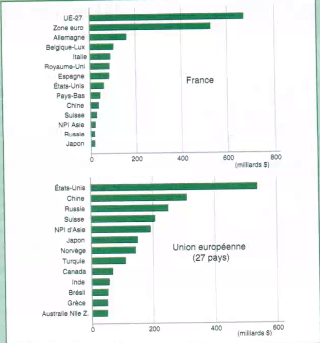 UE-27
Zone euro
Allemagne
Belgique-Lux
Italie
Royaume-Uni
Espagne
États-Unis
Pays-Bas
Chine
Suisse
NPI Asie
Russie
Japon
France
0 200 400 600 800
(milliards $)
États-Unis
Chine
Russie
Suisse
NPI d'Asie
Japon
Norvège
Turquie
Canada
Inde
Brésil
Grèce
Australie Nlle Z.
Union européenne
(27 pays)
0 200 400 600
(milliards $)